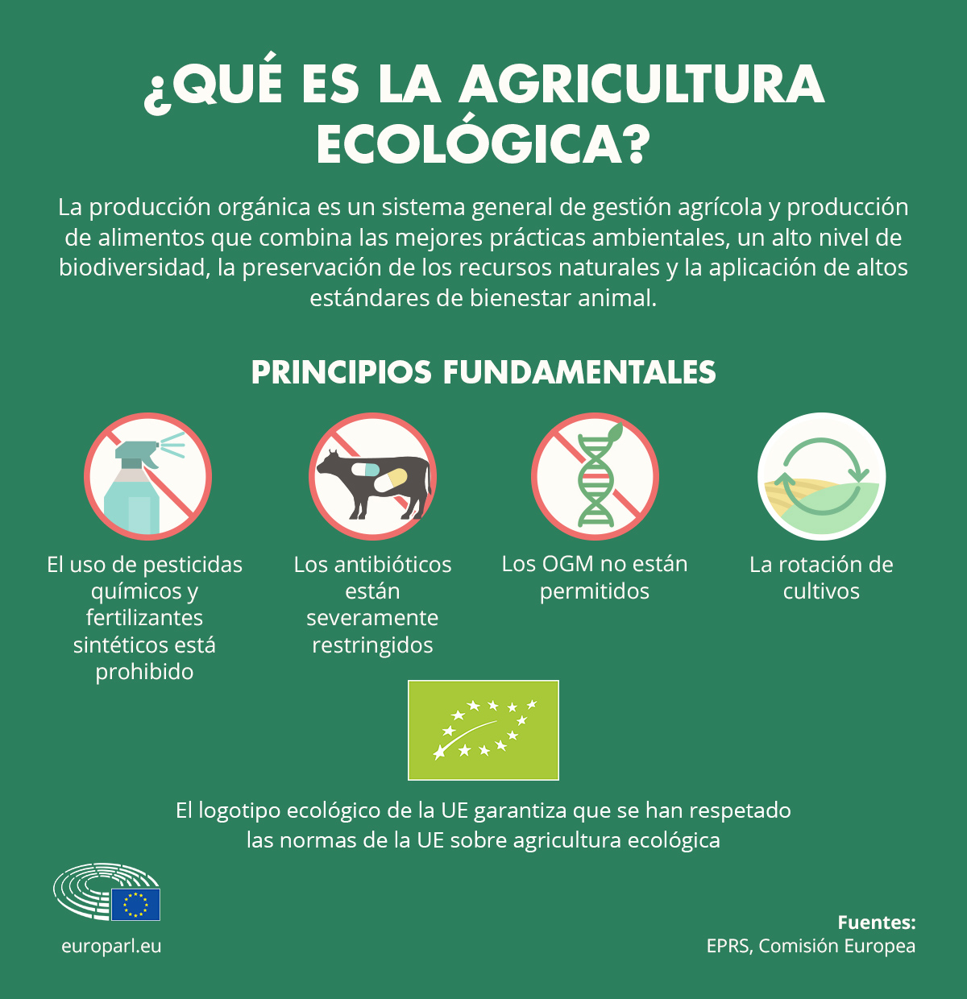 ¿QUÉ ES LA AGRICULTURA
ECOLÓGICA?
La producción orgánica es un sistema general de gestión agrícola y producción
de alimentos que combina las mejores prácticas ambientales, un alto nivel de
biodiversidad, la preservación de los recursos naturales y la aplicación de altos
estándares de bienestar animal.
PRINCIPIOS FUNDAMENTALES
El uso de pesticidas
químicos y
fertilizantes
sintéticos está
prohibido
Los antibióticos
están
severamente
restringidos
Los OGM no están
permitidos
La rotación de
cultivos
El logotipo ecológico de la UE garantiza que se han respetado
las normas de la UE sobre agricultura ecológica
europarl.eu
Fuentes:
EPRS, Comisión Europea